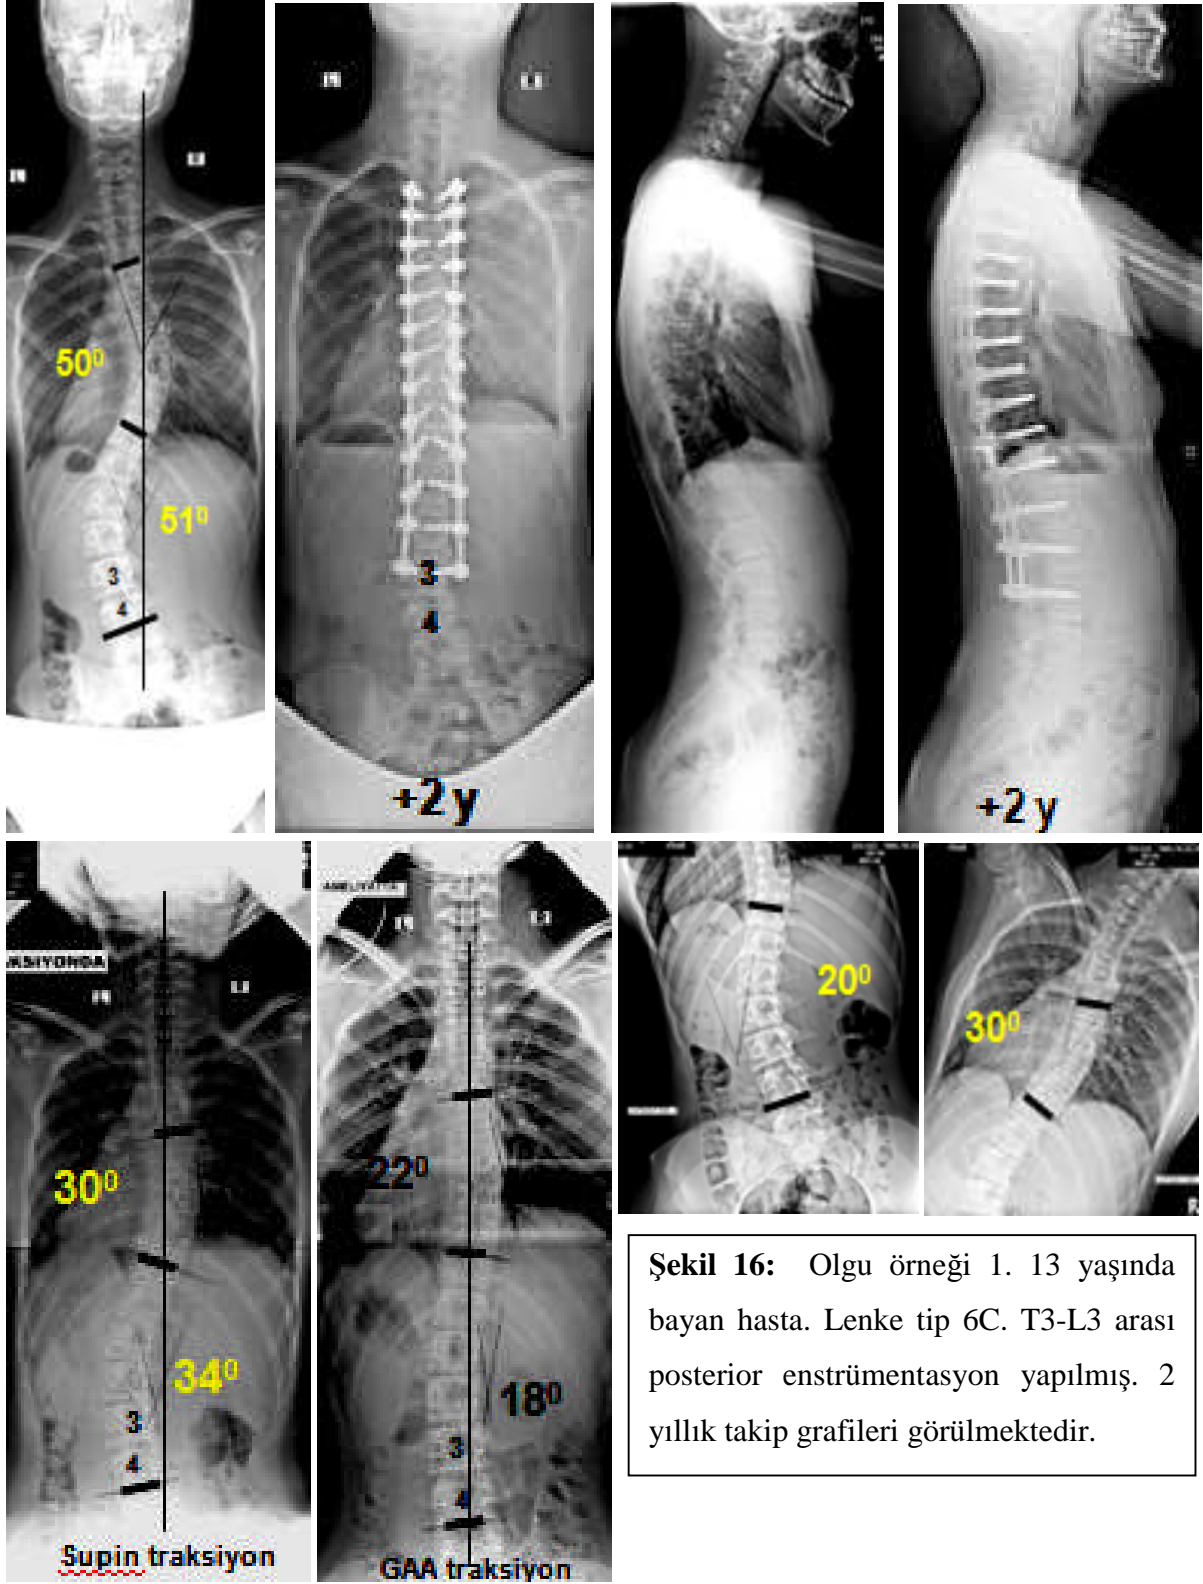 50⁰
51⁰
3
4
3
4
+2 y
+2 y
AKSIYONDA
30⁰
34⁰
3
4
Supin traksiyon
22⁰
18⁰
3
4
GAA traksiyon
20⁰
30⁰
Şekil 16: Olgu örneği 1. 13 yaşında
bayan hasta. Lenke tip 6C. T3-L3 arası
posterior enstrümentasyon yapılmış. 2
yıllık takip grafileri görülmektedir.